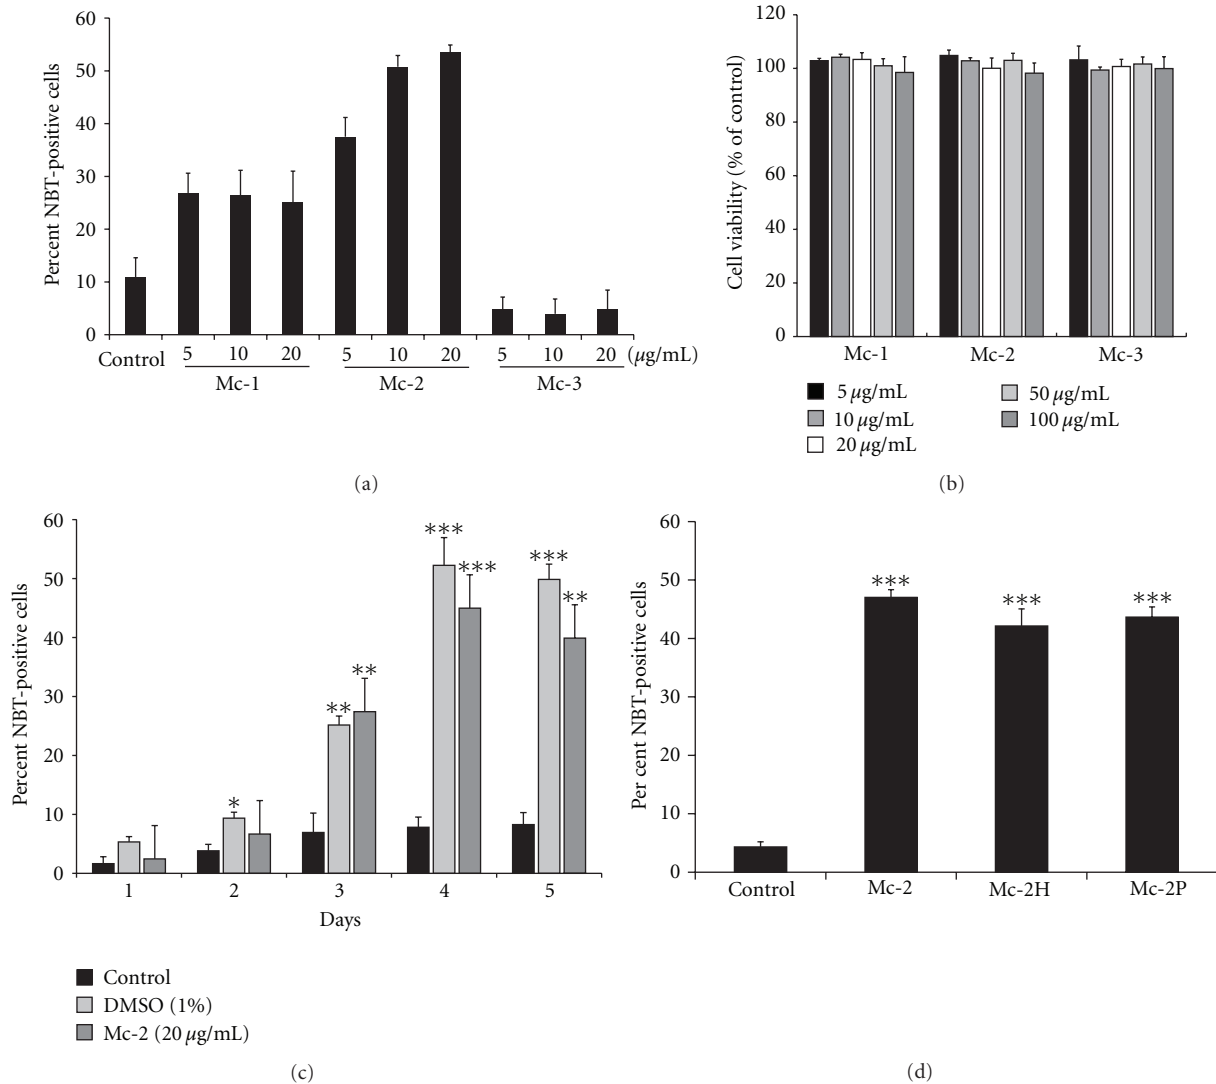 60
50
40
30
20
10
0
Percent NBT-positive cells
Control 5 10 20 5 10 20 5 10 20 (µg/mL)
Mc-1 Mc-2 Mc-3
(a)
120
100
80
60
40
20
0
Cell viability (% of control)
Mc-1 Mc-2 Mc-3
5 µg/mL
10 µg/mL
20 µg/mL
50 µg/mL
100 µg/mL
(b)
60
50
40
30
20
10
0
Percent NBT-positive cells
* ** ** *** *** *** **
1 2 3 4 5
Days
Control
DMSO (1%)
Mc-2 (20 µg/mL)
(c)
60
50
40
30
20
10
0
Per cent NBT-positive cells
*** *** ***
Control Mc-2 Mc-2H Mc-2P
(d)